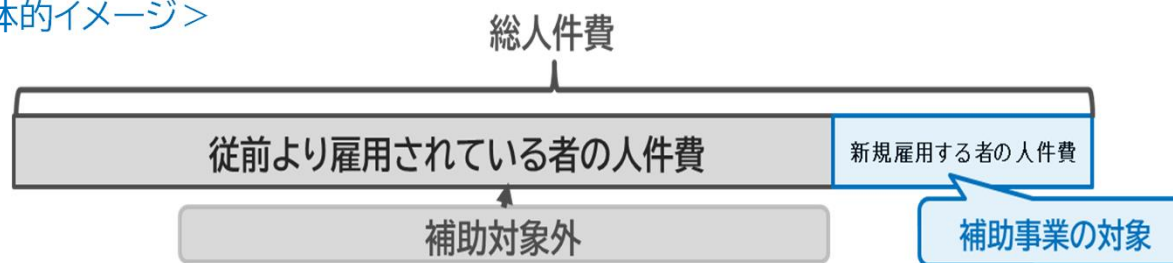 体的イメージ>
総人件費
従前より雇用されている者の人件費
新規雇用する者の人件費
補助対象外
補助事業の対象